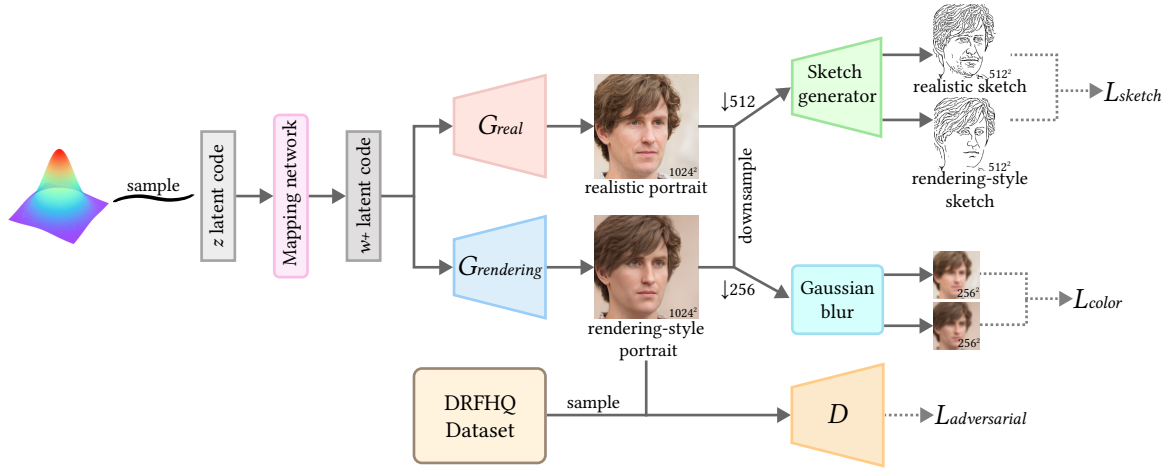 sample
z latent code
Mapping network
w+ latent code
Greal
Grendering
1024²
realistic portrait
1024²
rendering-style
portrait
↓512
downsample
↓256
Sketch
generator
512²
realistic sketch
512²
rendering-style
sketch
Lsketch
Gaussian
blur
256²
256²
Lcolor
DRFHQ
Dataset
sample
D
Ladversarial